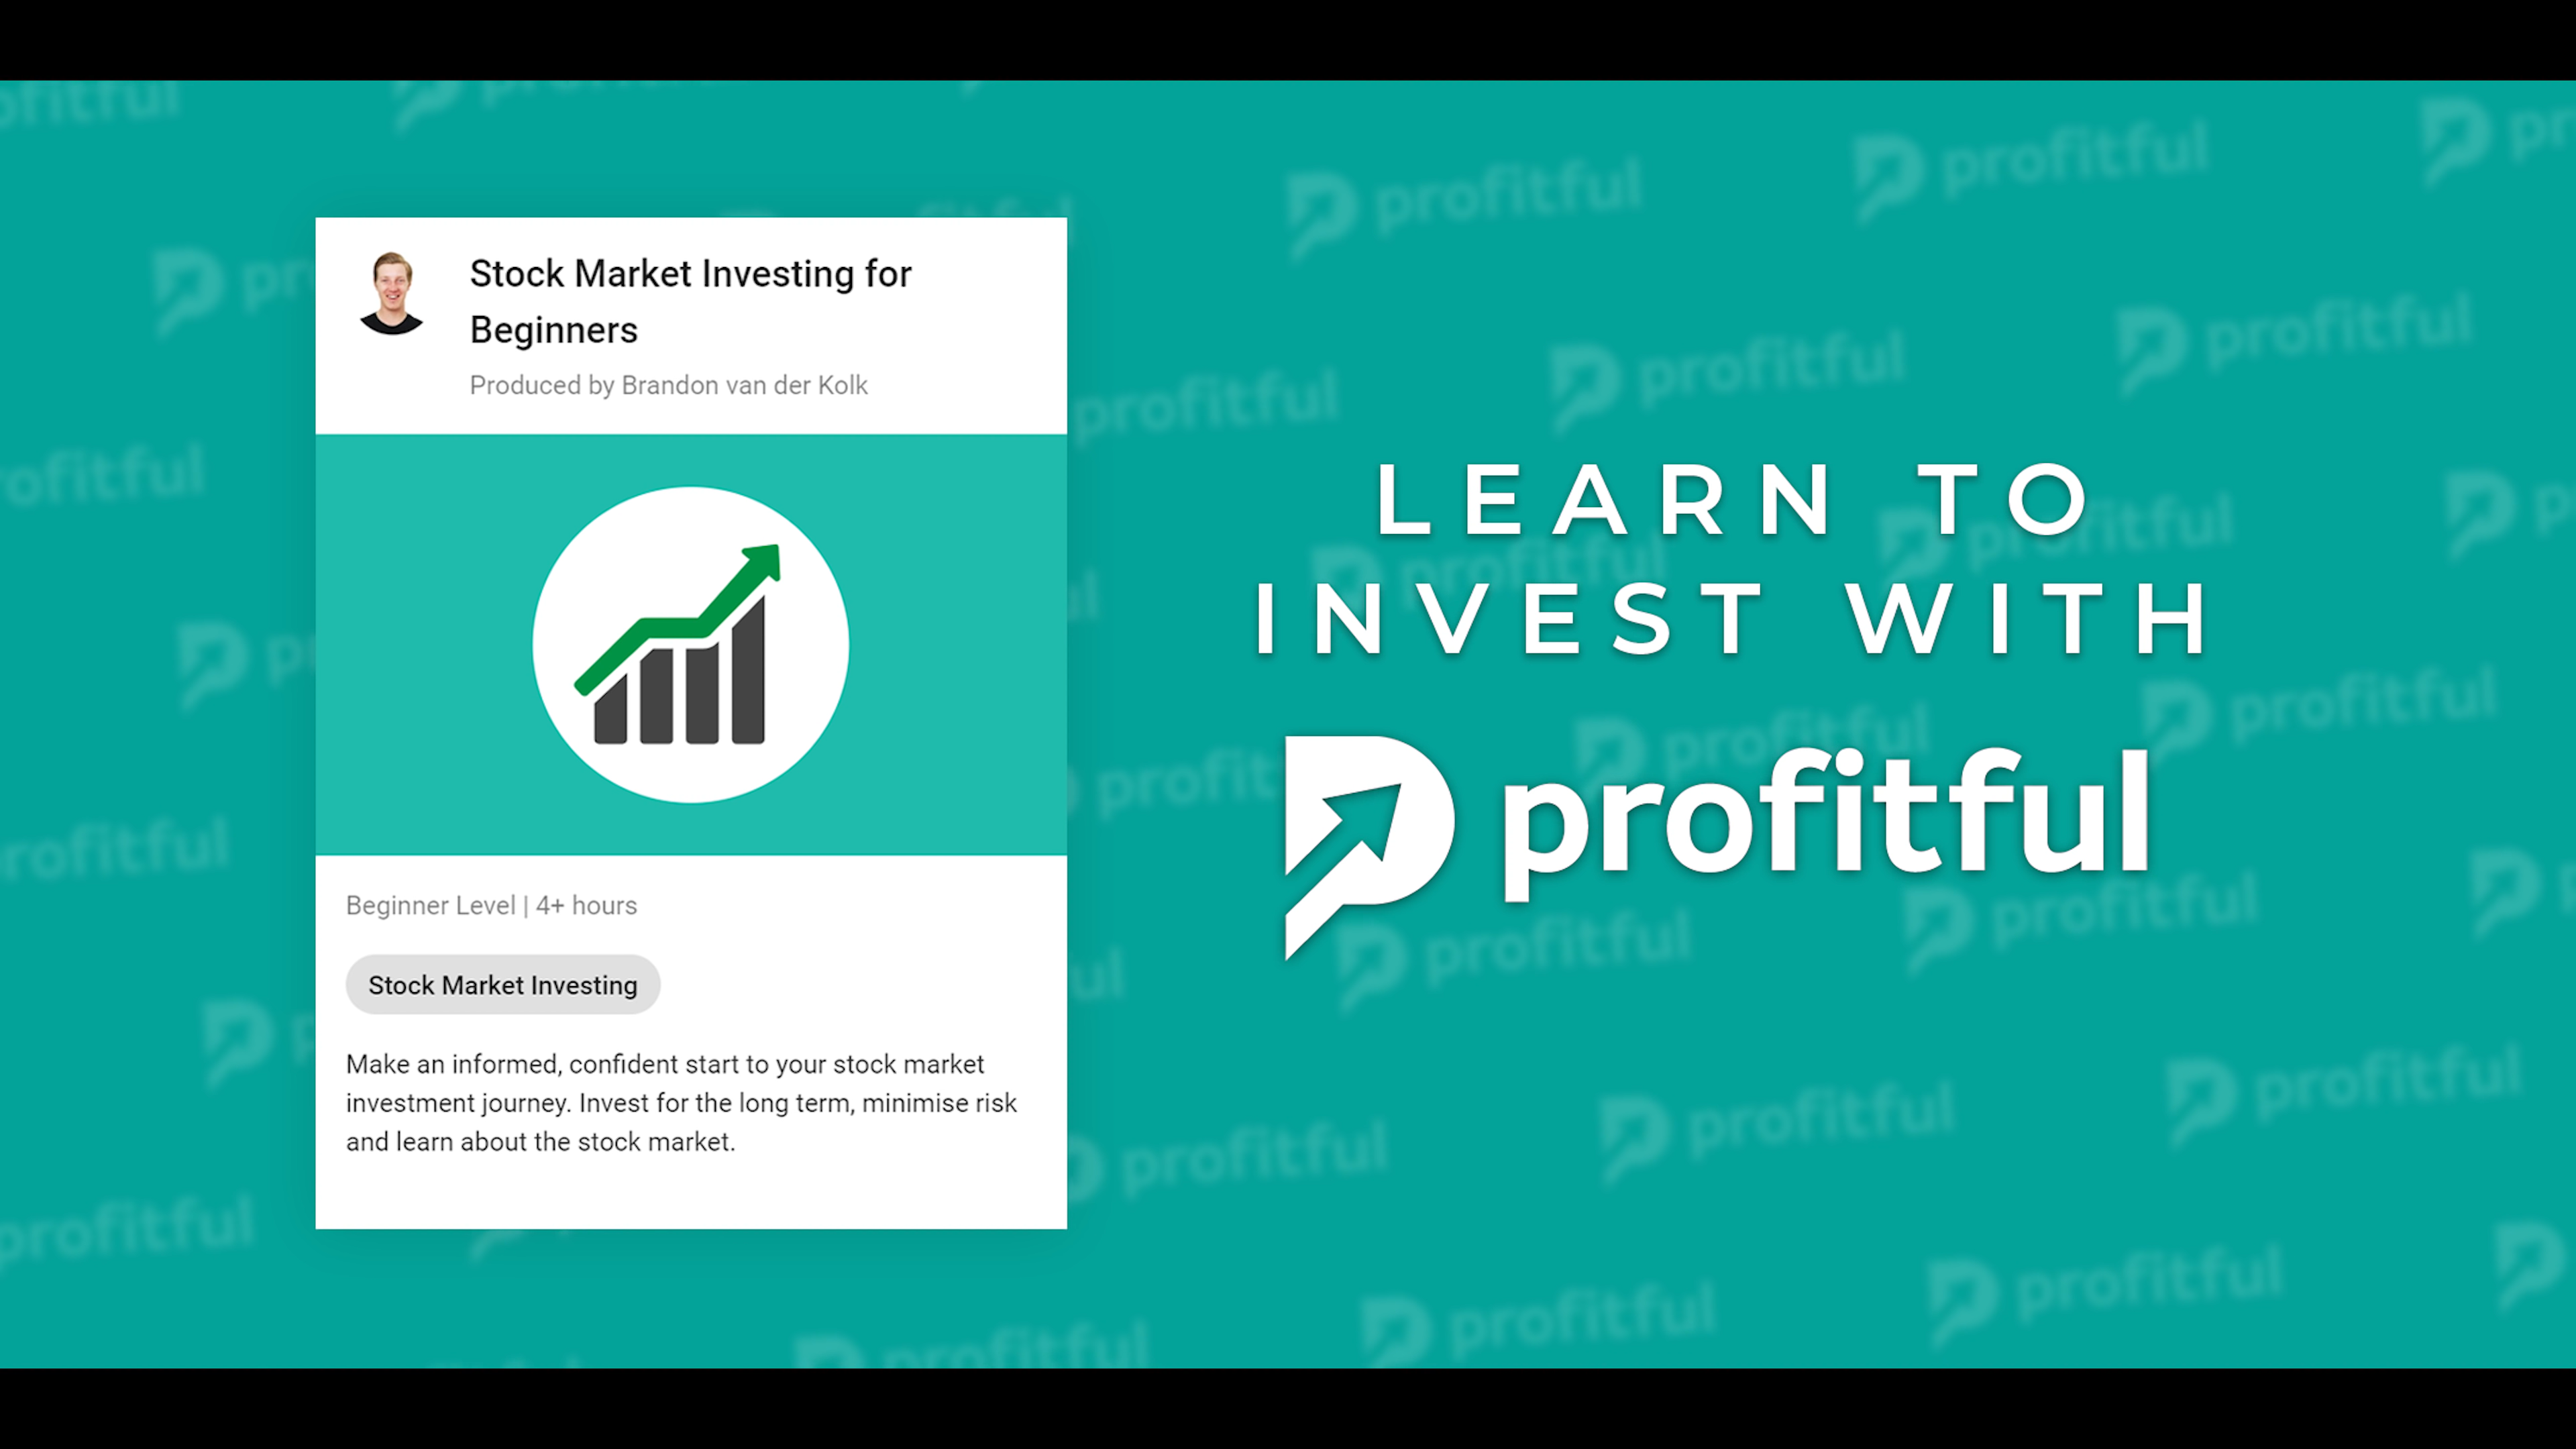 Stock Market Investing for
Beginners
Produced by Brandon van der Kolk
Beginner Level | 4+ hours
Stock Market Investing
Make an informed, confident start to your stock market
investment journey. Invest for the long term, minimise risk
and learn about the stock market.
LEARN TO
INVEST WITH
profitful